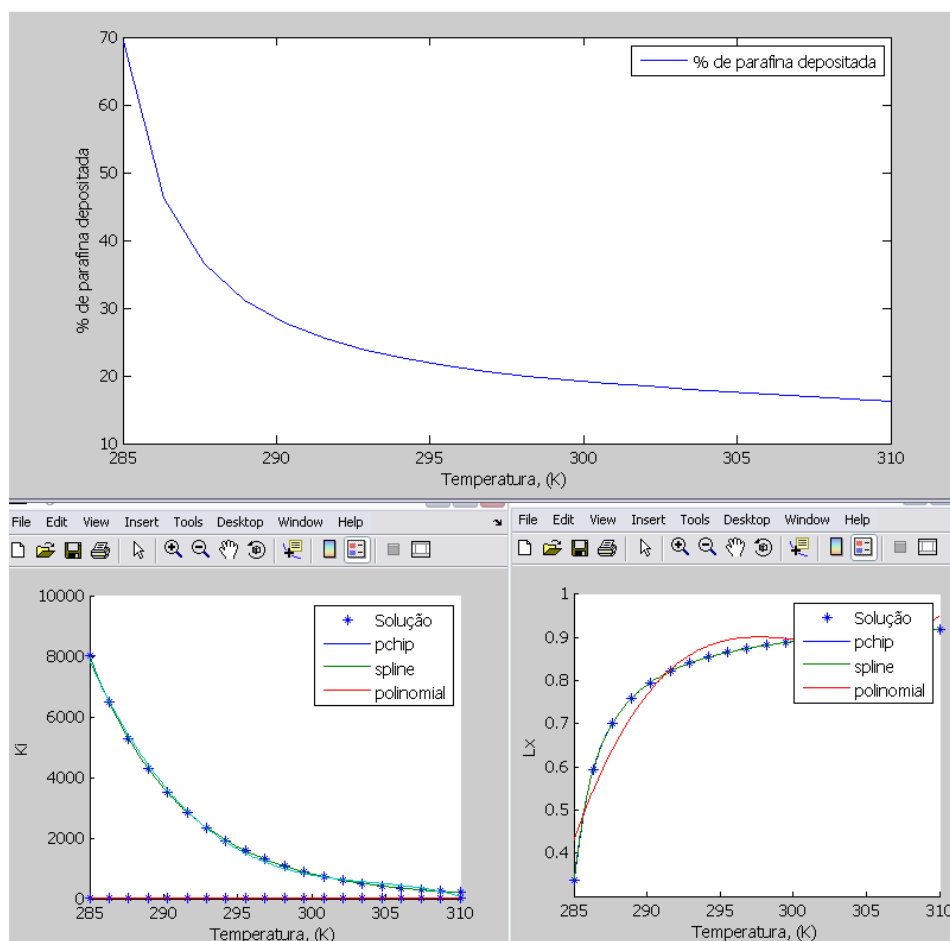 70
% de parafina depositada
60
50
% de parafina depositada
40
30
20
10
285 290 295 300 305 310
Temperatura, (K)
File Edit View Insert Tools Desktop Window Help
10000
Solução
pchip
8000
spline
polinomial
6000
Ki
4000
2000
0
285 290 295 300 305 310
Temperatura, (K)
File Edit View Insert Tools Desktop Window Help
1
Solução
0.9
pchip
spline
0.8
polinomial
0.7
Lx
0.6
0.5
0.4
285 290 295 300 305 310
Temperatura, (K)